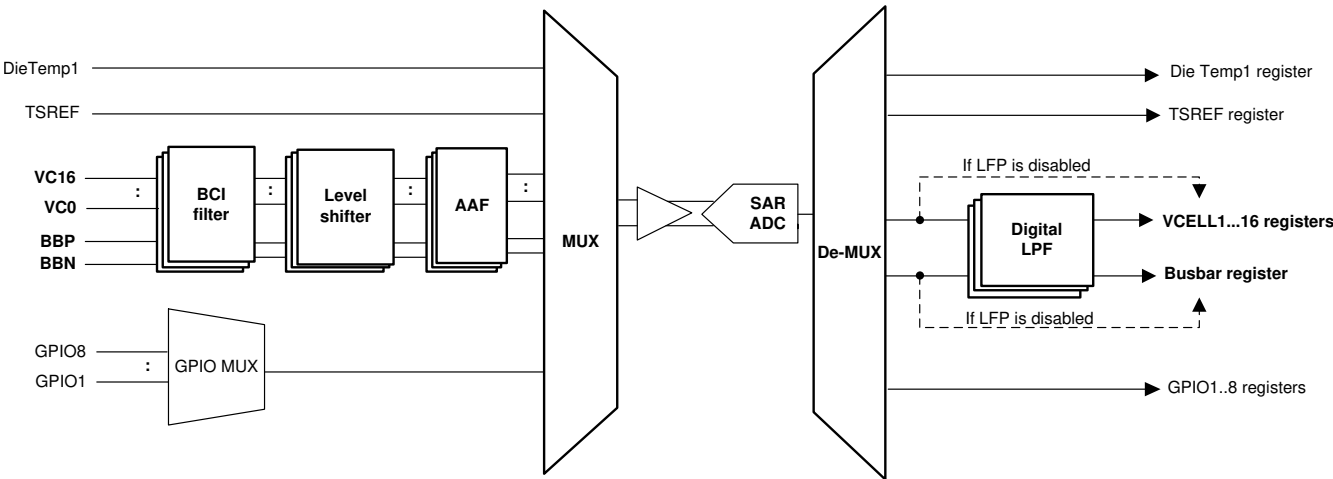 DieTemp1
TSREF
VC16
:
VC0
BBP
BBN
BCI
filter
:
Level
shifter
:
AAF
:
GPIO8
:
GPIO1
GPIO MUX
MUX
SAR
ADC
De-MUX
Die Temp1 register
TSREF register
If LFP is disabled
Digital
LPF
VCELL1...16 registers
Busbar register
If LFP is disabled
GPIO1..8 registers